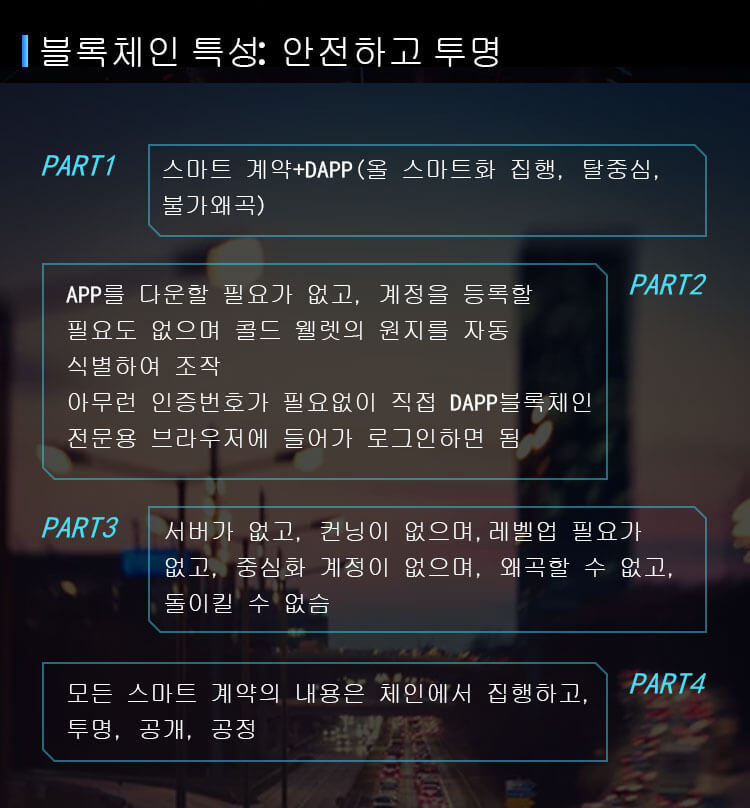 블록체인 특성: 안전하고 투명
PART1
스마트 계약+DAPP(올 스마트화 집행, 탈중심,
불가왜곡)
PART2
APP를 다운할 필요가 없고, 계정을 등록할
필요도 없으며 콜드 웰렛의 원지를 자동
식별하여 조작
아무런 인증번호가 필요없이 직접 DAPP블록체인
전문용 브라우저에 들어가 로그인하면 됨
PART3
서버가 없고, 컨닝이 없으며,레벨업 필요가
없고, 중심화 계정이 없으며, 왜곡할 수 없고,
돌이킬 수 없슴
PART4
모든 스마트 계약의 내용은 체인에서 집행하고,
투명, 공개, 공정